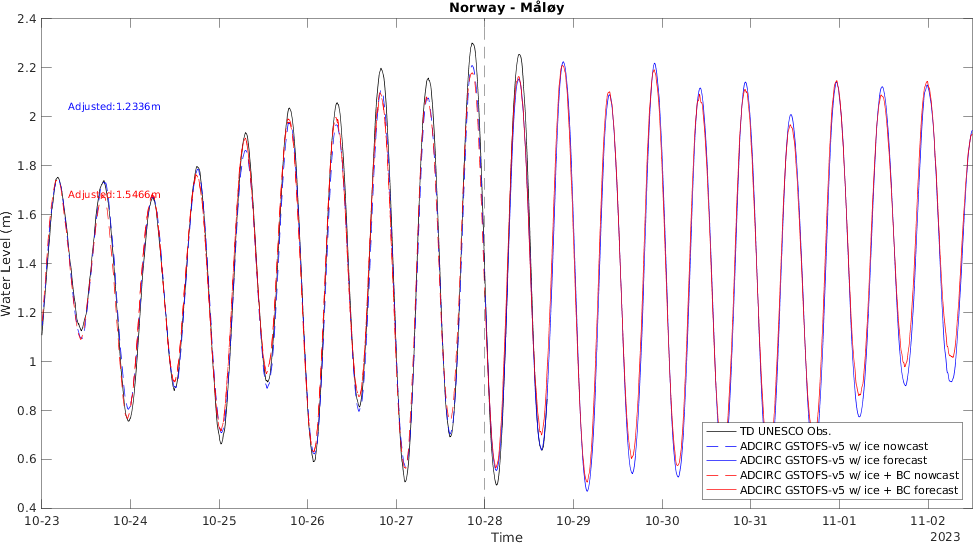 Norway - Måløy
2.4
2.2
2
1.8
1.6
1.4
1.2
1
0.8
0.6
0.4
Water Level (m)
Adjusted:1.2336m
Adjusted:1.5466m
TD UNESCO Obs.
ADCIRC GSTOFS-v5 w/ ice nowcast
ADCIRC GSTOFS-v5 w/ ice forecast
ADCIRC GSTOFS-v5 w/ ice + BC nowcast
ADCIRC GSTOFS-v5 w/ ice + BC forecast
10-23 10-24 10-25 10-26 10-27 10-28 10-29 10-30 10-31 11-01 11-02
2023
Time